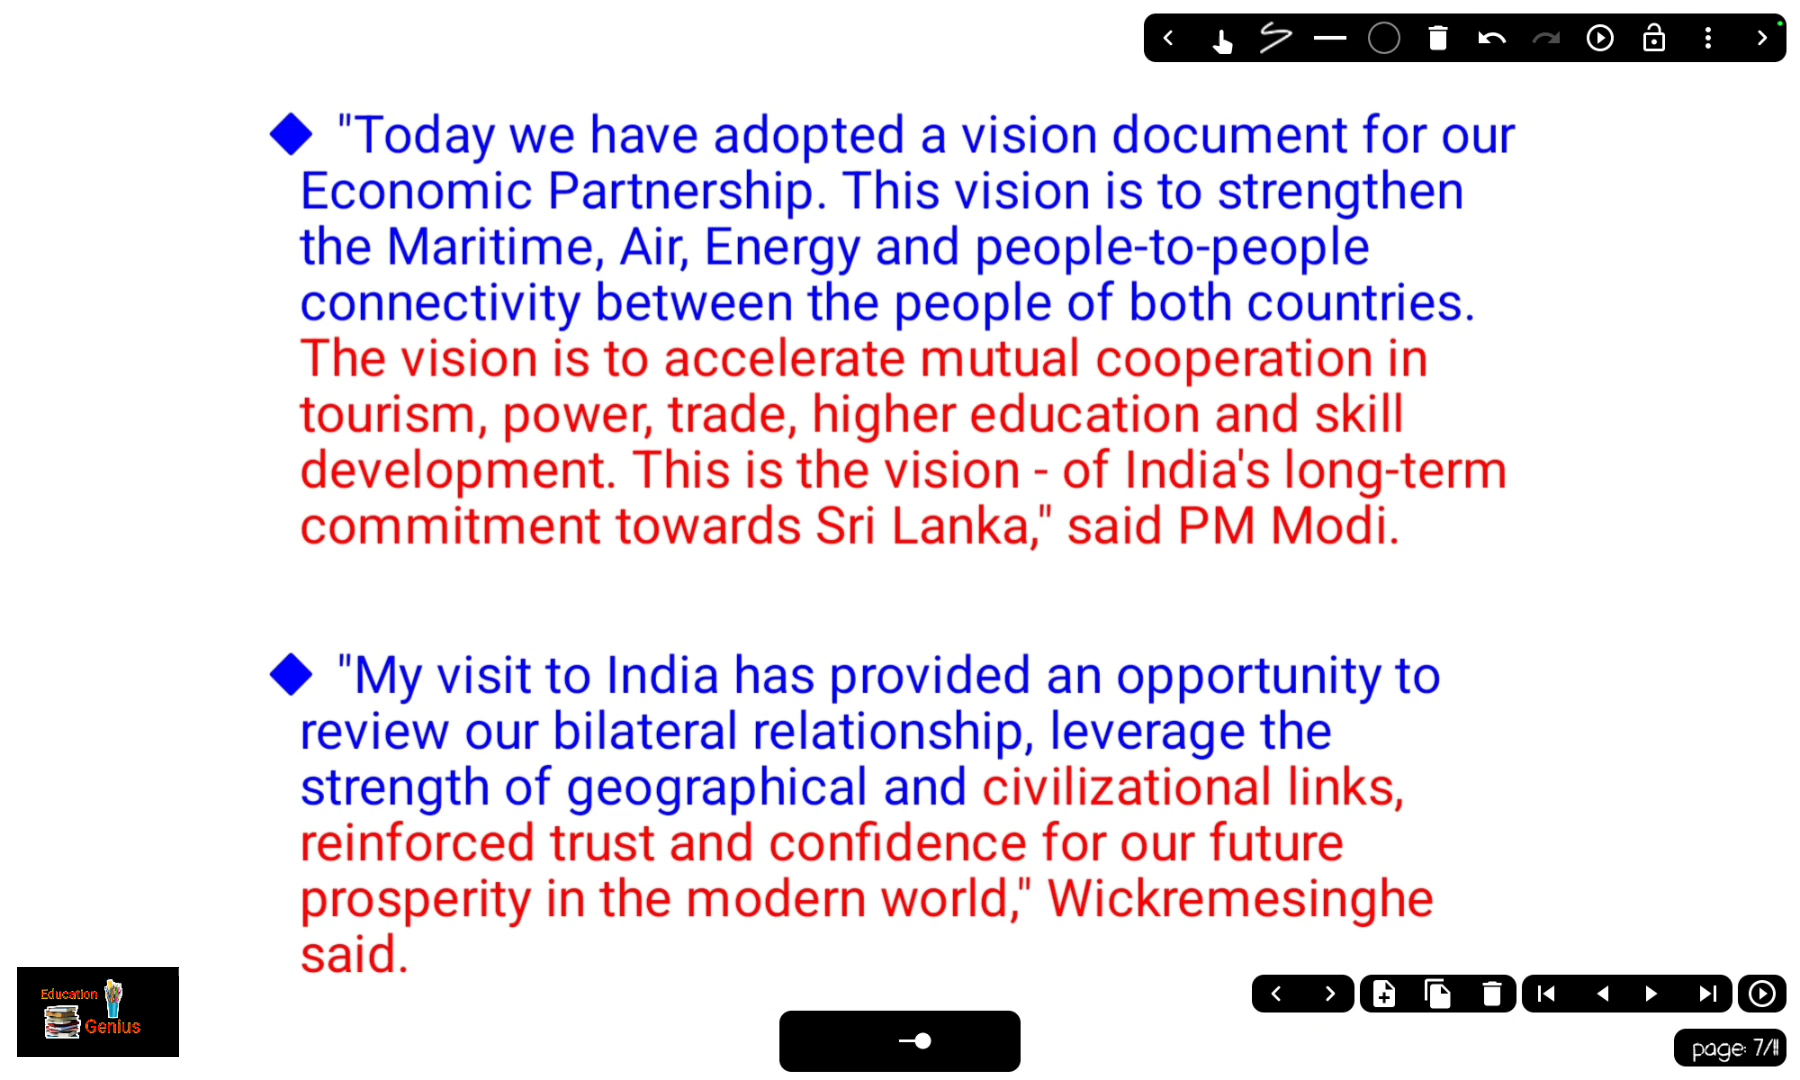 ◆ "Today we have adopted a vision document for our
Economic Partnership. This vision is to strengthen
the Maritime, Air, Energy and people-to-people
connectivity between the people of both countries.
The vision is to accelerate mutual cooperation in
tourism, power, trade, higher education and skill
development. This is the vision - of India's long-term
commitment towards Sri Lanka," said PM Modi.
◆ "My visit to India has provided an opportunity to
review our bilateral relationship, leverage the
strength of geographical and civilizational links,
reinforced trust and confidence for our future
prosperity in the modern world," Wickremesinghe
said.
Education
Genius
page: 7/11